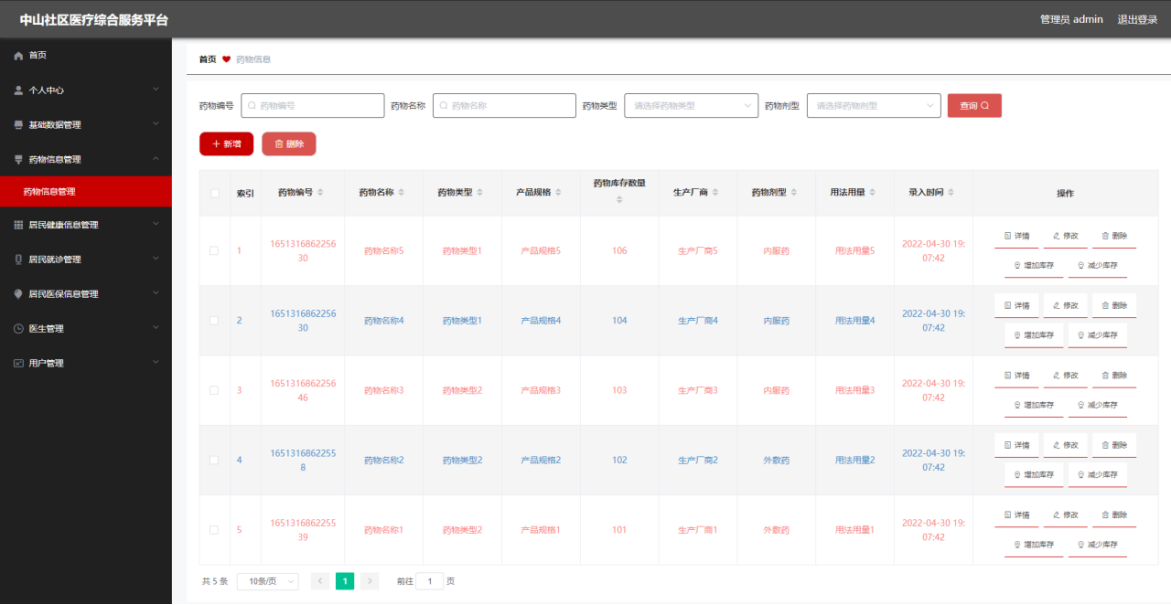 中山社区医疗综合服务平台
管理员 admin 退出登录
首页
个人中心
基础数据管理
药物信息管理
药物信息管理
居民健康信息管理
居民就诊管理
居民医保信息管理
医生管理
用户管理
首页 药物信息
药物编号 药物编号 药物名称 药物名称 药物类型 请选择药物类型 药物剂型 请选择药物剂型 查询
新增 删除
索引 药物编号 药物名称 药物类型 产品规格 药物库存数量 生产厂商 药物剂型 用法用量 录入时间 操作
1 1651316862256 药物名称5 药物类型1 产品规格5 106 生产厂商5 内服药 用法用量5 2022-04-30 19: 详情 修改 删除
30 07:42 增加库存 减少库存
2 1651316862256 药物名称4 药物类型1 产品规格4 104 生产厂商4 内服药 用法用量4 2022-04-30 19: 详情 修改 删除
30 07:42 增加库存 减少库存
3 1651316862256 药物名称3 药物类型2 产品规格3 103 生产厂商3 内服药 用法用量3 2022-04-30 19: 详情 修改 删除
46 07:42 增加库存 减少库存
4 1651316862255 药物名称2 药物类型2 产品规格2 102 生产厂商2 外敷药 用法用量2 2022-04-30 19: 详情 修改 删除
8 07:42 增加库存 减少库存
5 1651316862255 药物名称1 药物类型2 产品规格1 101 生产厂商1 外敷药 用法用量1 2022-04-30 19: 详情 修改 删除
39 07:42 增加库存 减少库存
共 5 条 10条/页 1 前往 1 页